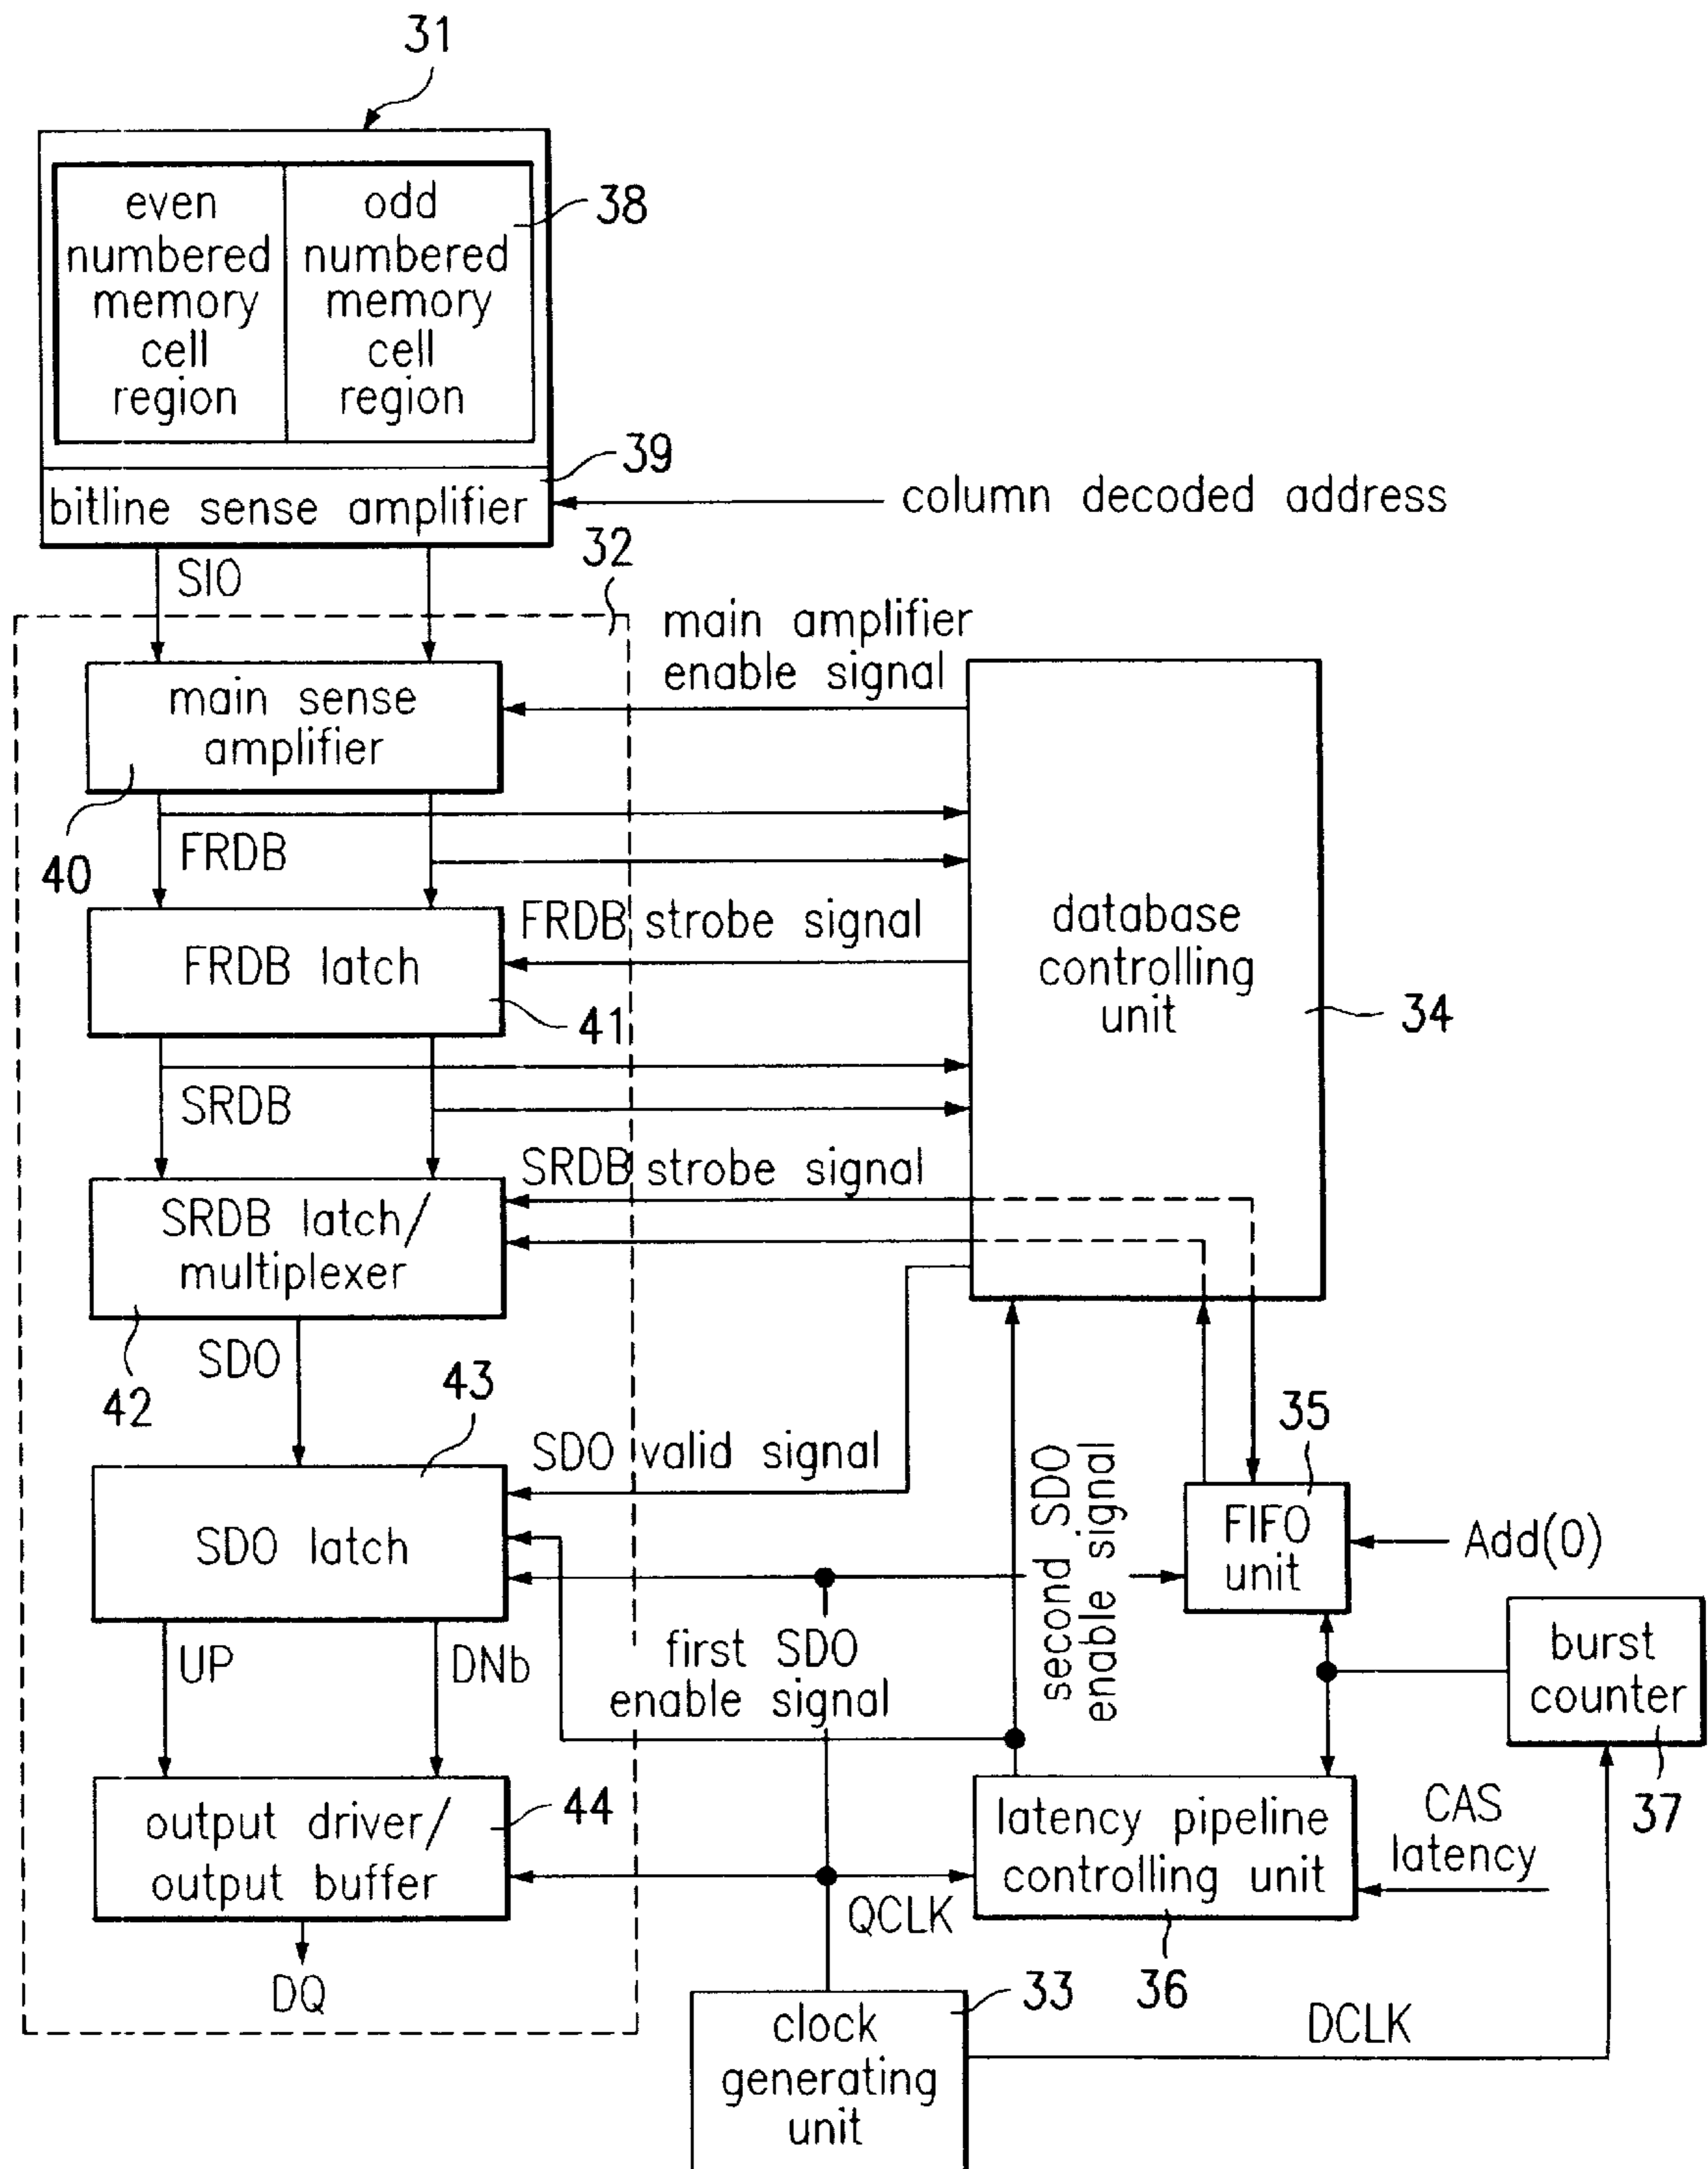 31
even
numbered
memory
cell
region
odd
numbered
memory
cell
region
38
39
bitline sense amplifier
column decoded address
SIO
32
main amplifier
enable signal
main sense
amplifier
40
FRDB
FRDB strobe signal
FRDB latch
41
database
controlling
unit
34
SRDB
SRDB strobe signal
SRDB latch/
multiplexer
42
SDO
43
SDO valid signal
SDO latch
second SDO
enable signal
35
FIFO
unit
Add(0)
UP
DNb
first SDO
enable signal
burst
counter
37
output driver/
output buffer
44
latency pipeline
controlling unit
CAS
latency
QCLK
36
DQ
33
clock
generating
unit
DCLK